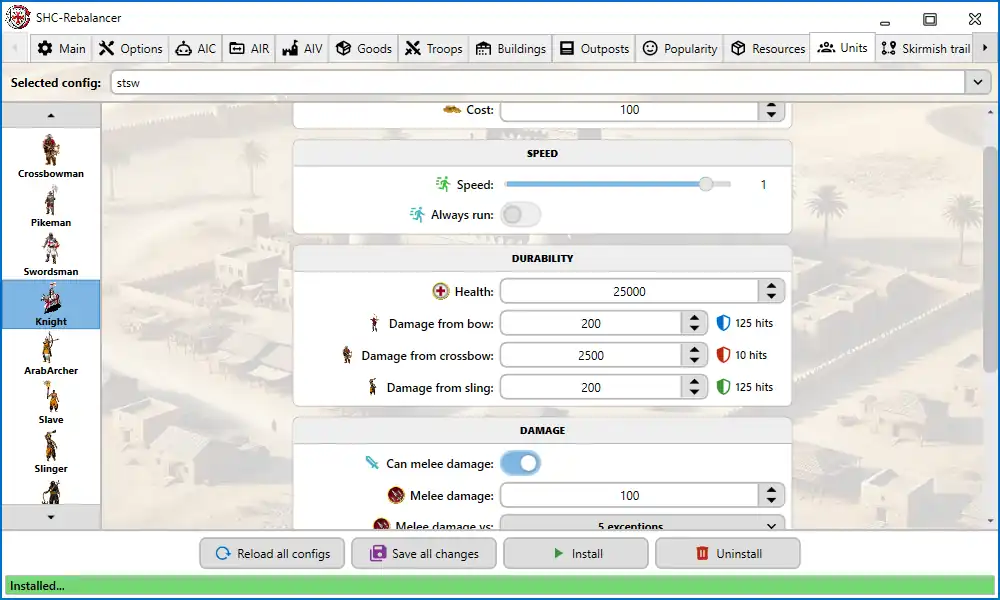 SHC-Rebalancer
Main Options AIC AIR AIV Goods Troops Buildings Outposts Popularity Resources Units Skirmish trail
Selected config: stsw
Crossbowman
Pikeman
Swordsman
Knight
ArabArcher
Slave
Slinger
Cost: 100
SPEED
Speed: 1
Always run:
DURABILITY
Health: 25000
Damage from bow: 200 125 hits
Damage from crossbow: 2500 10 hits
Damage from sling: 200 125 hits
DAMAGE
Can melee damage:
Melee damage: 100
Melee damage vs: 5 exceptions
Reload all configs Save all changes Install Uninstall
Installed...